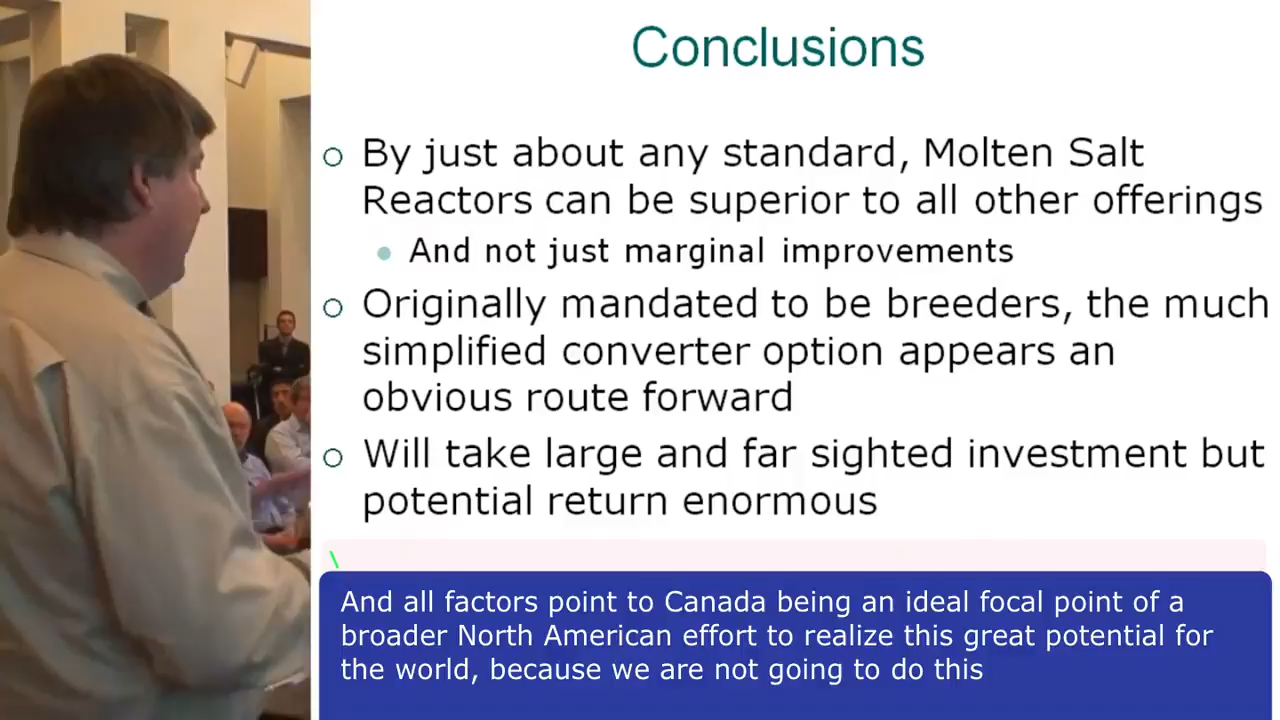 Conclusions
By just about any standard, Molten Salt
Reactors can be superior to all other offerings
And not just marginal improvements
Originally mandated to be breeders, the much
simplified converter option appears an
obvious route forward
Will take large and far sighted investment but
potential return enormous
\
And all factors point to Canada being an ideal focal point of a
broader North American effort to realize this great potential for
the world, because we are not going to do this